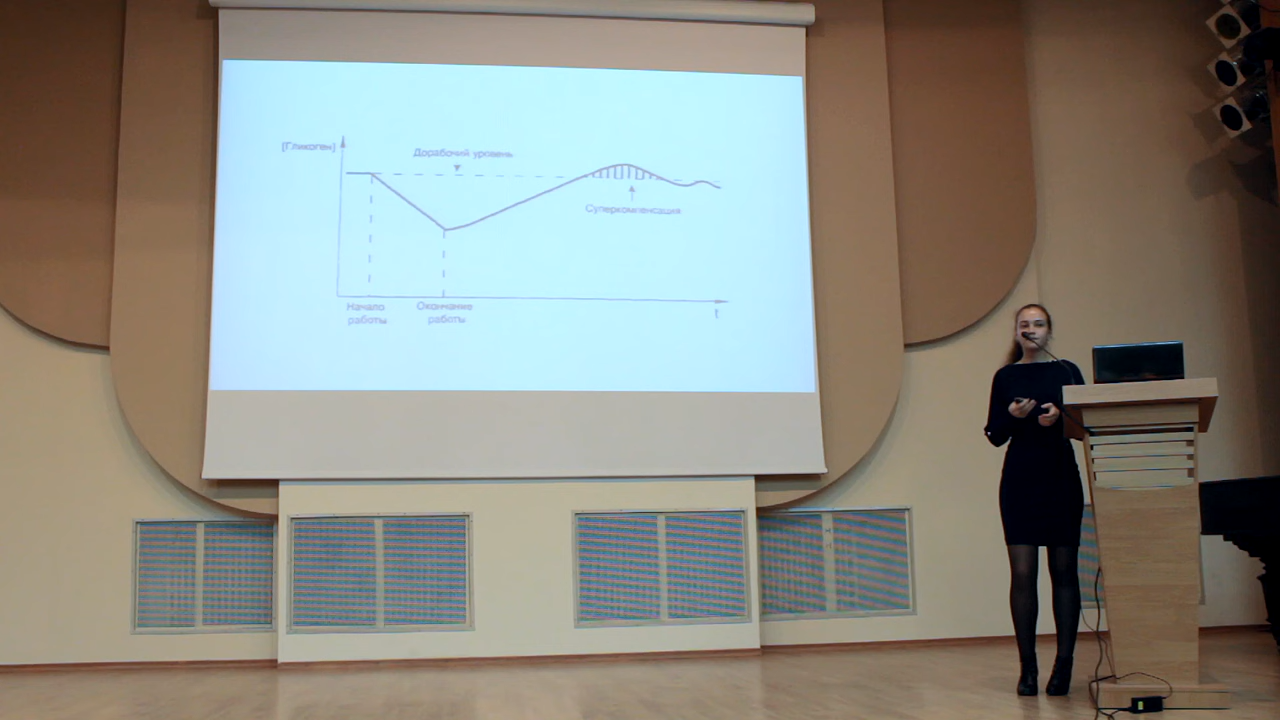 [Гликоген]
Дорабочий уровень
Суперкомпенсация
Начало
работы
Окончание
работы
t